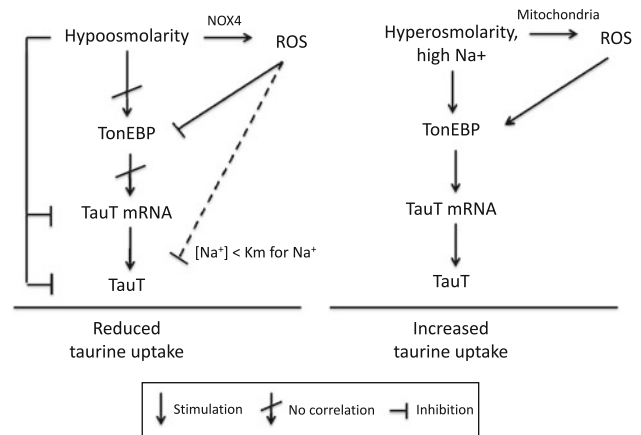 Hypoosmolarity
NOX4
ROS
TonEBP
TauT mRNA
[Na⁺] < Km for Na⁺
TauT
Reduced
taurine uptake
Hyperosmolarity,
high Na+
Mitochondria
ROS
TonEBP
TauT mRNA
TauT
Increased
taurine uptake
Stimulation
No correlation
Inhibition